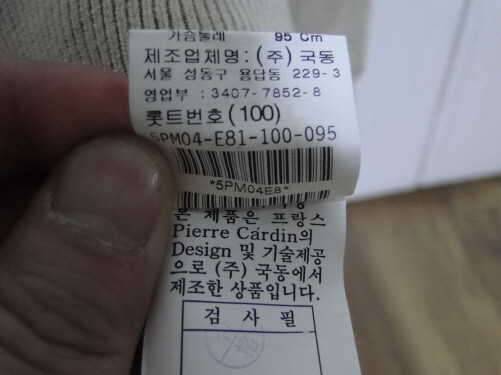 가슴둘레 95 Cm
제조업체명: (주) 국동
서울 성동구 용답동 229-3
영업부 : 3407-7852-8
롯트번호 (100)
5PM04-E81-100-095
*5PM04E8*
본 제품은 프랑스
Pierre Cardin의
Design 및 기술제공
으로 (주) 국동에서
제조한 상품입니다.
검 사 필